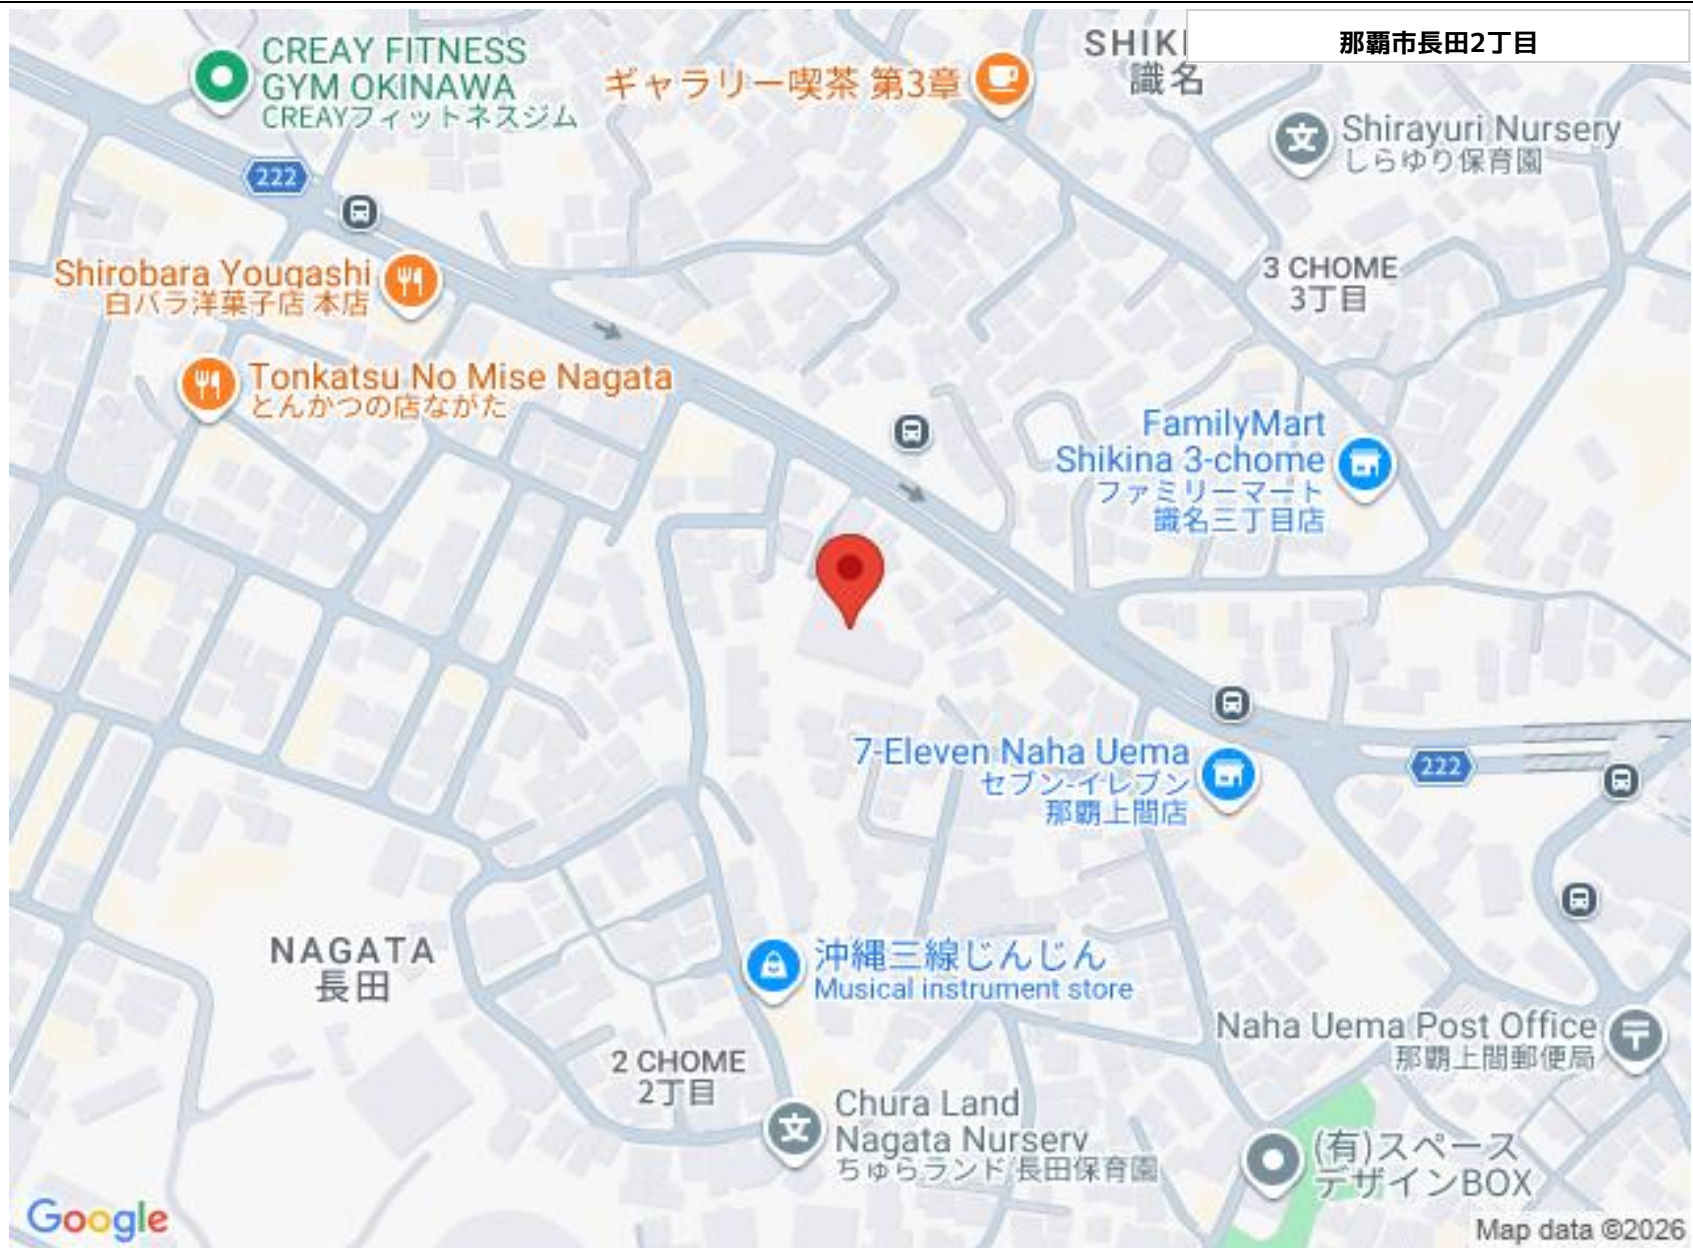 那覇市長田2丁目
CREAY FITNESS
GYM OKINAWA
CREAYフィットネスジム
ギャラリー喫茶 第3章
SHIKI
識名
Shirayuri Nursery
しらゆり保育園
222
Shirobara Yougashi
白バラ洋菓子店 本店
3 CHOME
3丁目
Tonkatsu No Mise Nagata
とんかつの店ながた
FamilyMart
Shikina 3-chome
ファミリーマート
識名三丁目店
7-Eleven Naha Uema
セブン-イレブン
那覇上間店
222
NAGATA
長田
沖縄三線じんじん
Musical instrument store
Naha Uema Post Office
那覇上間郵便局
2 CHOME
2丁目
Chura Land
Nagata Nursery
ちゅらランド 長田保育園
(有)スペース
デザインBOX
Google
Map data ©2026